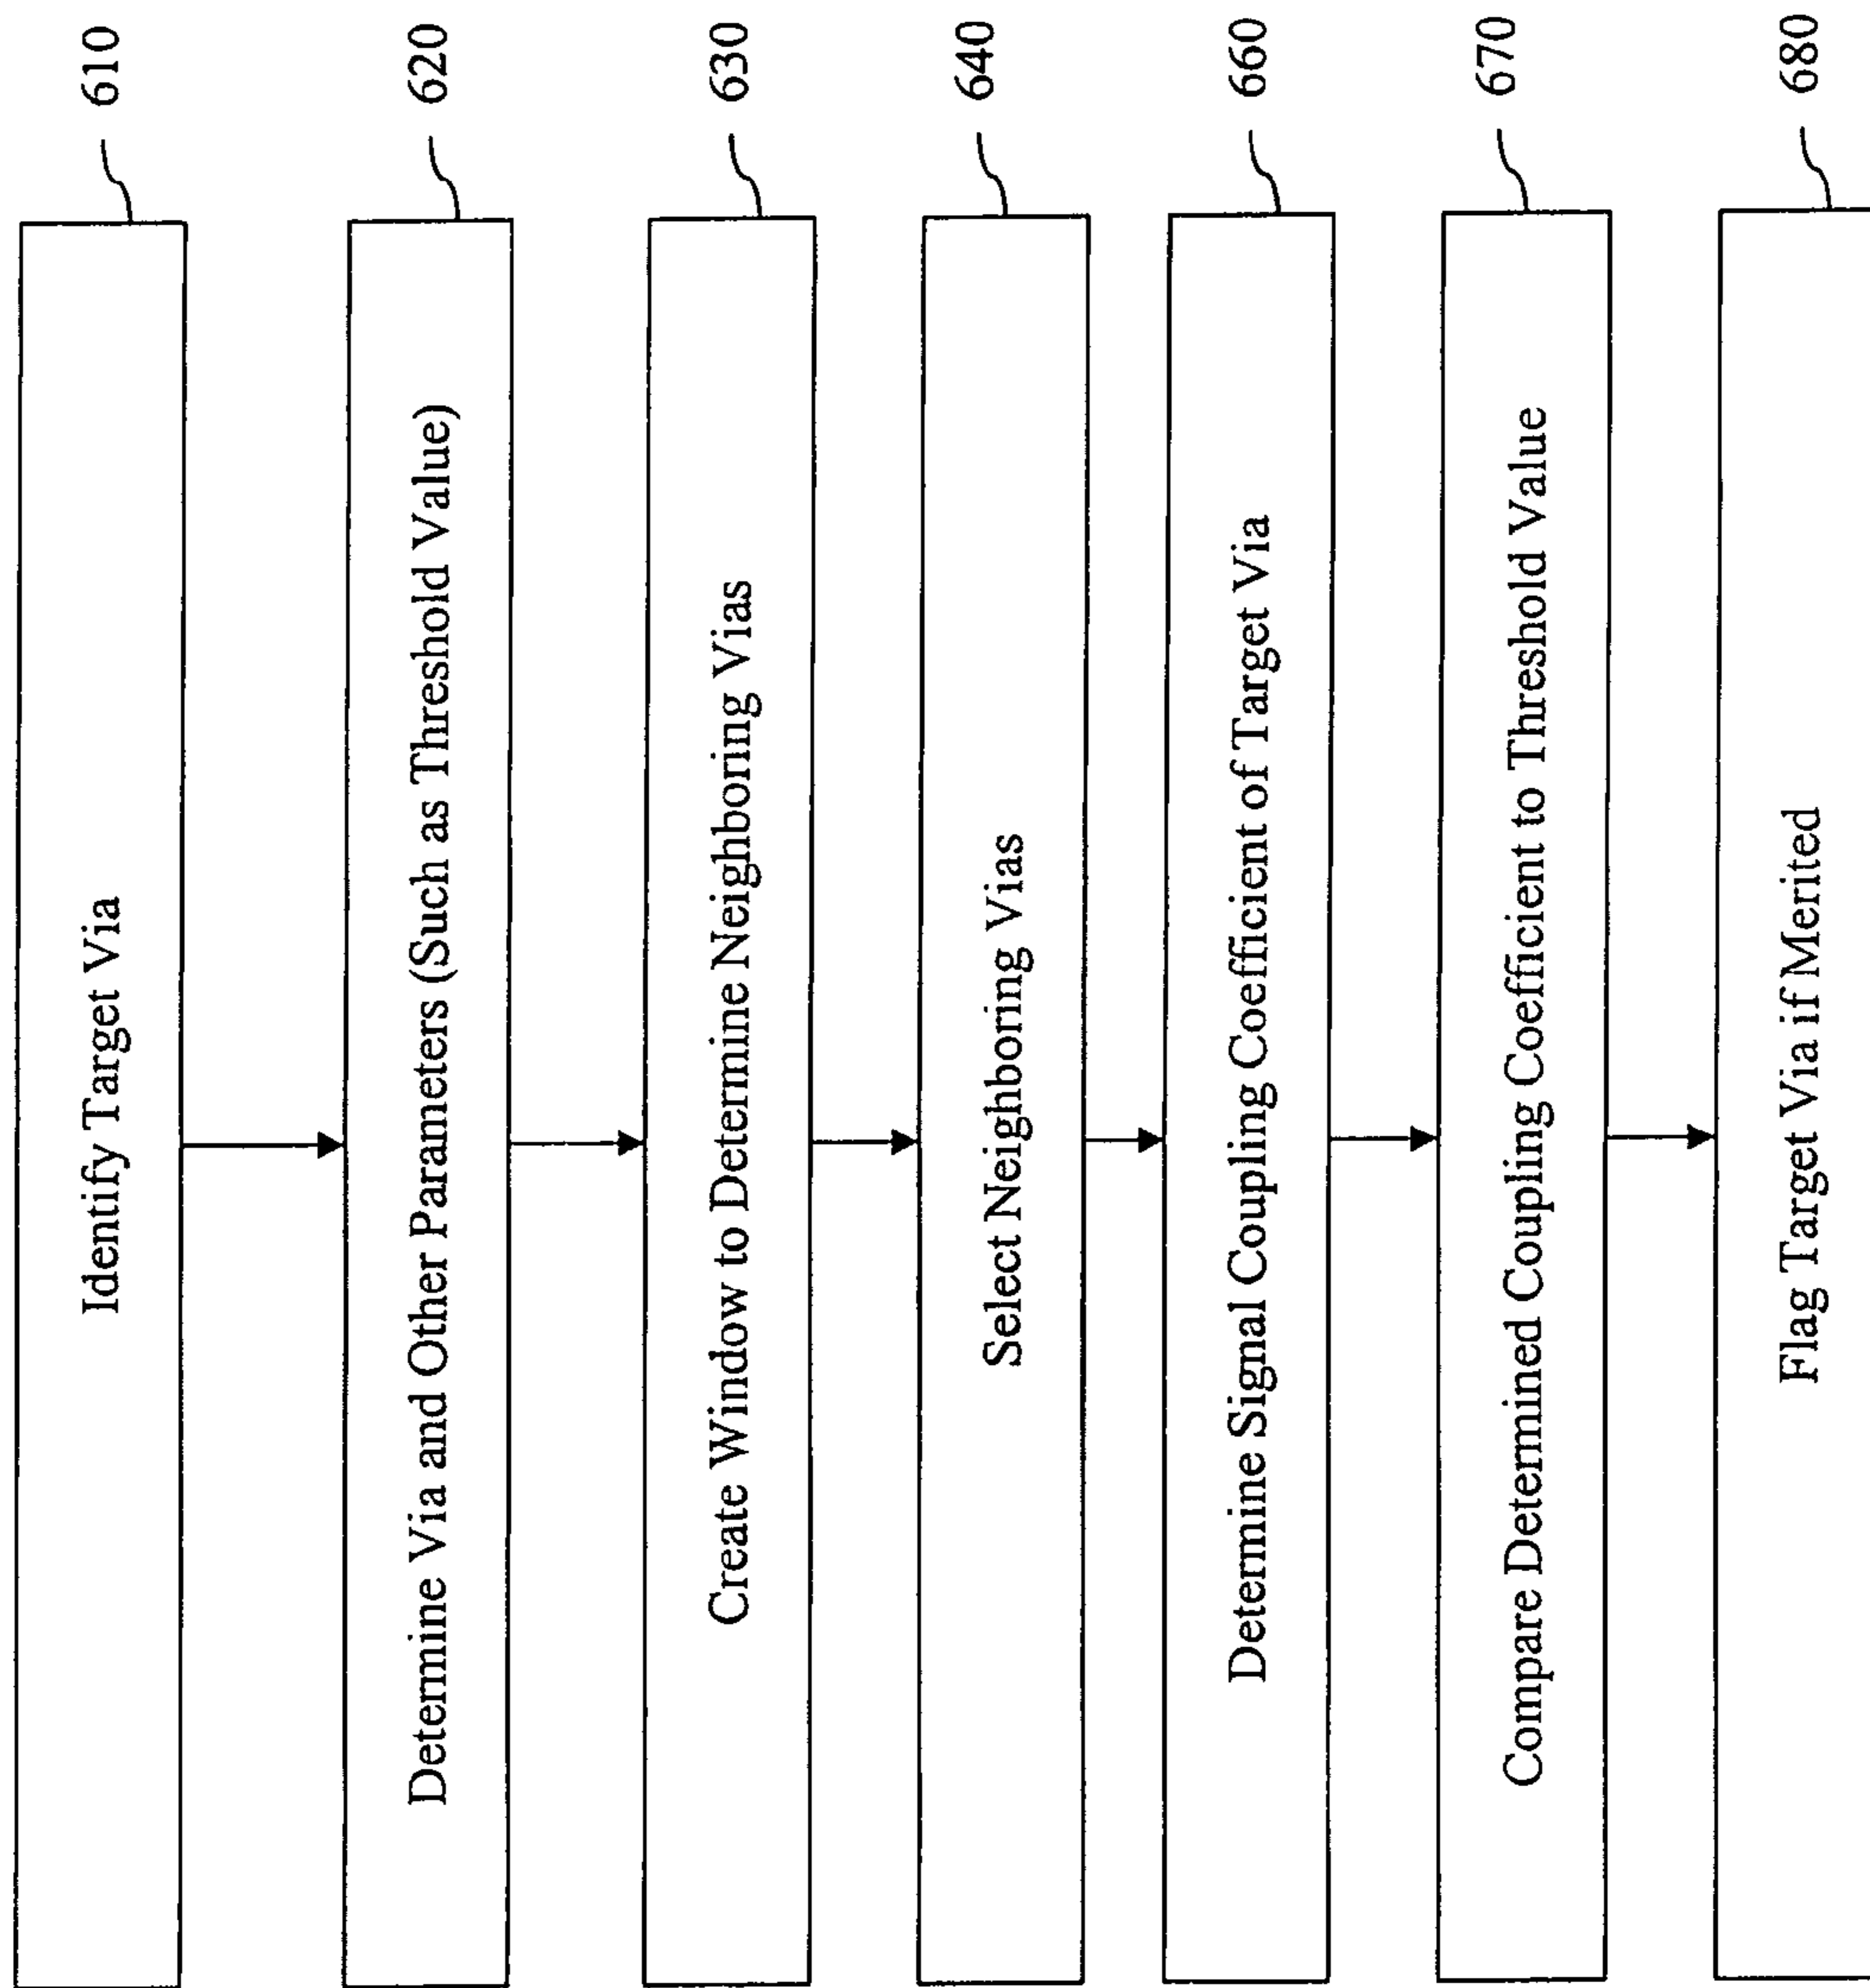 Identify Target Via
610
Determine Via and Other Parameters (Such as Threshold Value)
620
Create Window to Determine Neighboring Vias
630
Select Neighboring Vias
640
Determine Signal Coupling Coefficient of Target Via
660
Compare Determined Coupling Coefficient to Threshold Value
670
Flag Target Via if Merited
680